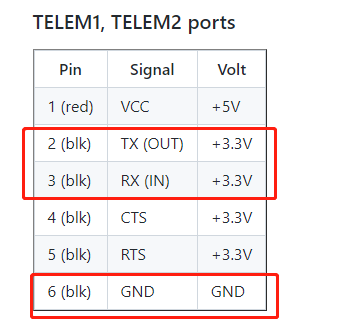 TELEM1, TELEM2 ports
Pin Signal Volt
1 (red) VCC +5V
2 (blk) TX (OUT) +3.3V
3 (blk) RX (IN) +3.3V
4 (blk) CTS +3.3V
5 (blk) RTS +3.3V
6 (blk) GND GND